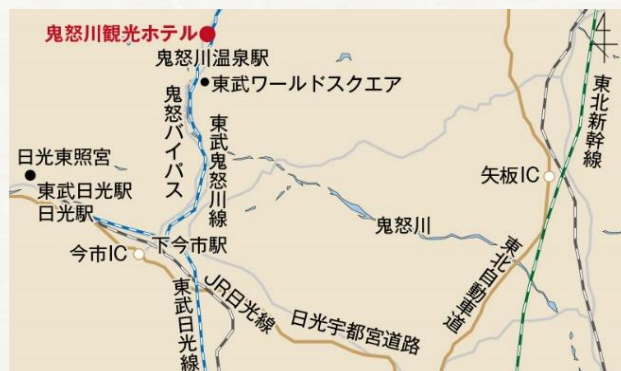 鬼怒川観光ホテル
鬼怒川温泉駅
東武ワールドスクエア
鬼怒バイパス
東武鬼怒川線
東北新幹線
日光東照宮
東武日光駅
日光駅
矢板IC
鬼怒川
下今市駅
今市IC
東北自動車道
JR日光線
日光宇都宮道路
東武日光線